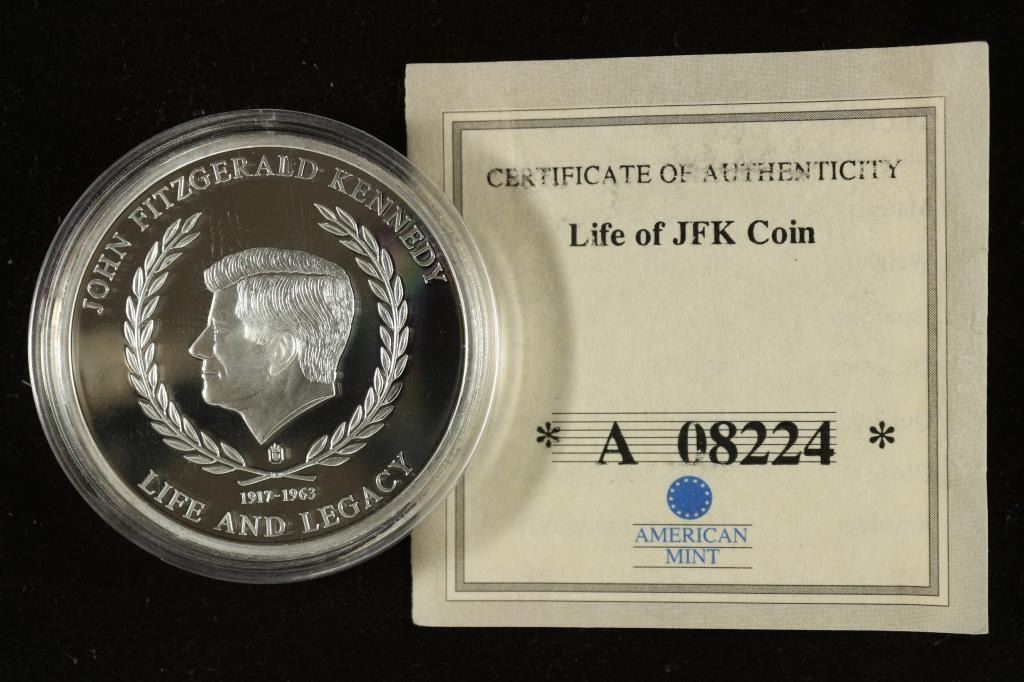 JOHN FITZGERALD KENNEDY
1917-1963
LIFE AND LEGACY
CERTIFICATE OF AUTHENTICITY
Life of JFK Coin
* A 08224 *
AMERICAN
MINT